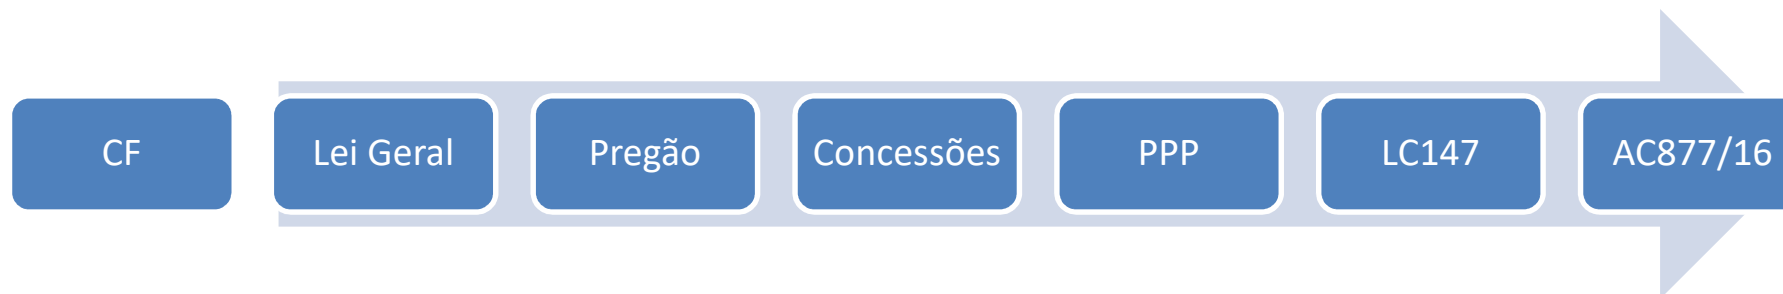 CF
Lei Geral
Pregão
Concessões
PPP
LC147
AC877/16